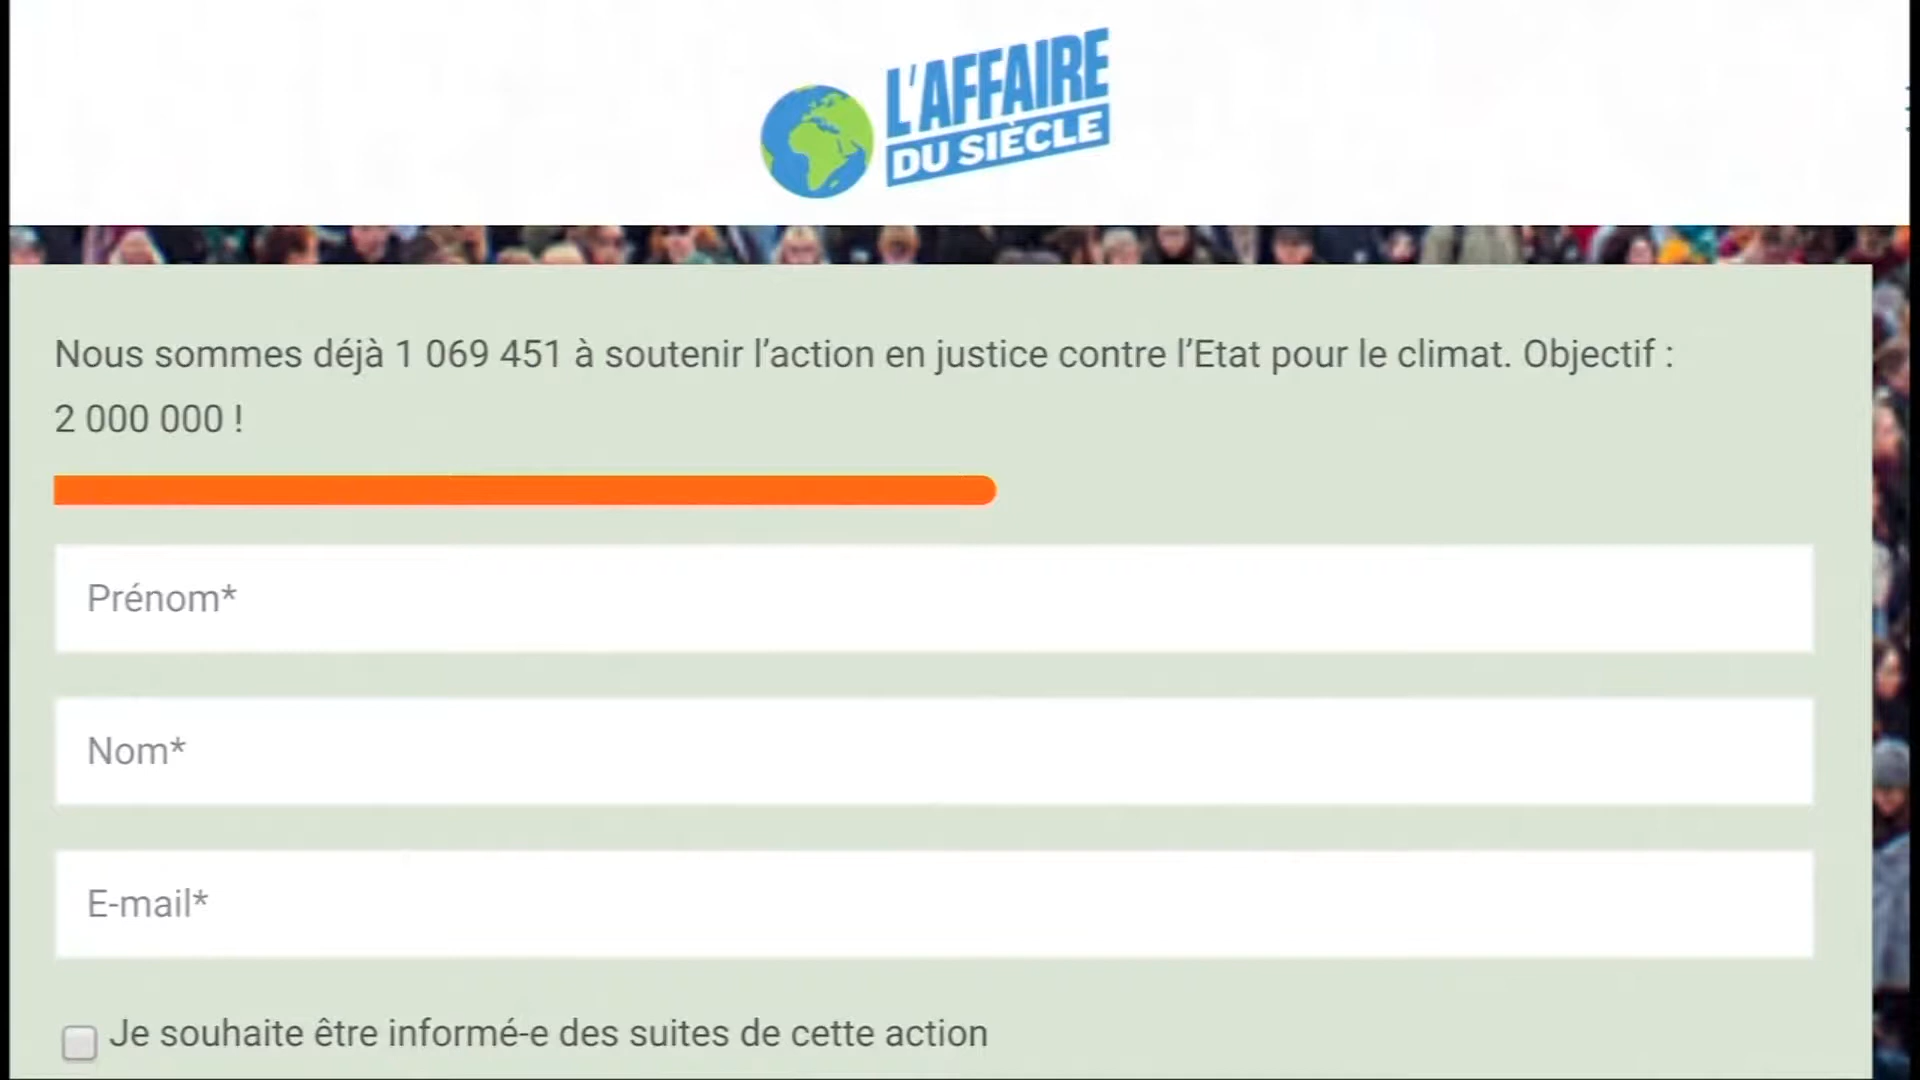 L'AFFAIRE
DU SIÈCLE
Nous sommes déjà 1 069 451 à soutenir l’action en justice contre l’Etat pour le climat. Objectif :
2 000 000 !
Prénom*
Nom*
E-mail*
Je souhaite être informé-e des suites de cette action